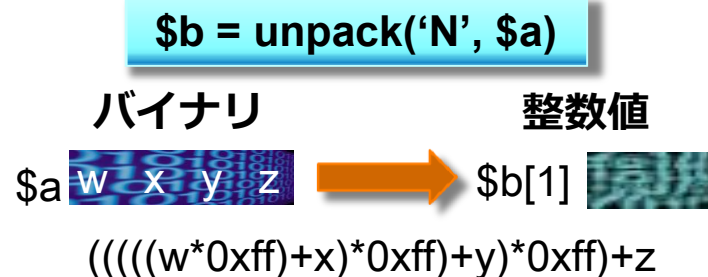 $b = unpack(‘N’, $a)
バイナリ 整数値
$a w x y z $b[1]
(((((w*0xff)+x)*0xff)+y)*0xff)+z